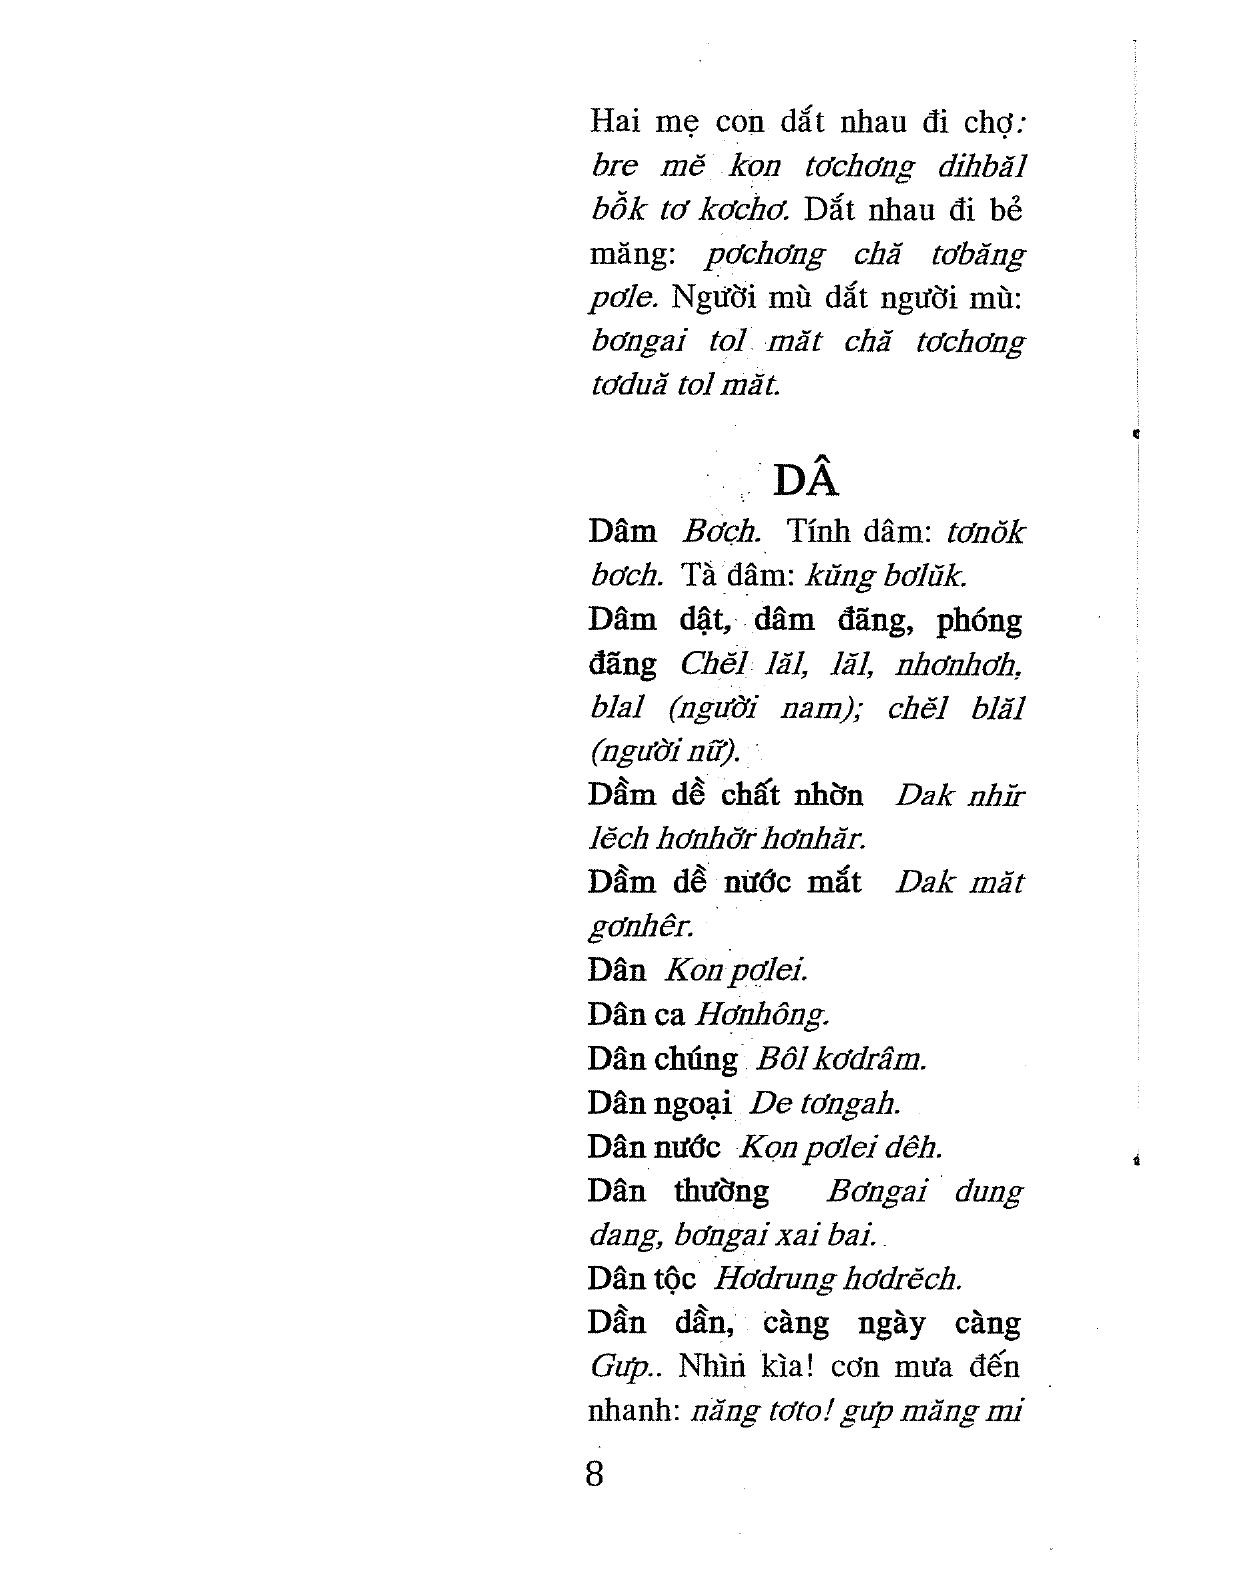 Hai mẹ con dắt nhau đi chợ:
bre mĕ kon tơchơng dihbăl
bô̆k tơ kơchơ. Dắt nhau đi bẻ
măng: pơchơng chă tơbăng
pơle. Người mù dắt người mù:
bơngai tol măt chă tơchơng
tơduă tol măt.
DÂ
Dâm Bơch. Tính dâm: tơnŏk
bơch. Tà dâm: kŭng bơlŭk.
Dâm dật, dâm đãng, phóng
đãng Chĕl lăl, lăl, nhơnhơh,
blal (người nam); chĕl blăl
(người nữ).
Dầm dề chất nhờn Dak nhĭr
lĕch hơnhơ̆r hơnhăr.
Dầm dề nước mắt Dak măt
gơnhêr.
Dân Kon pơlei.
Dân ca Hơnhông.
Dân chúng Bôl kơdrâm.
Dân ngoại De tơngah.
Dân nước Kon pơlei dêh.
Dân thường Bơngai dung
dang, bơngai xai bai.
Dân tộc Hơdrung hơdrĕch.
Dần dần, càng ngày càng
Gưp.. Nhìn kìa! cơn mưa đến
nhanh: năng tơto! gưp măng mi
8